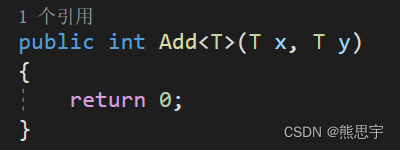 1 个引用
public int Add<T>(T x, T y)
{
    return 0;
}
CSDN @熊思宇